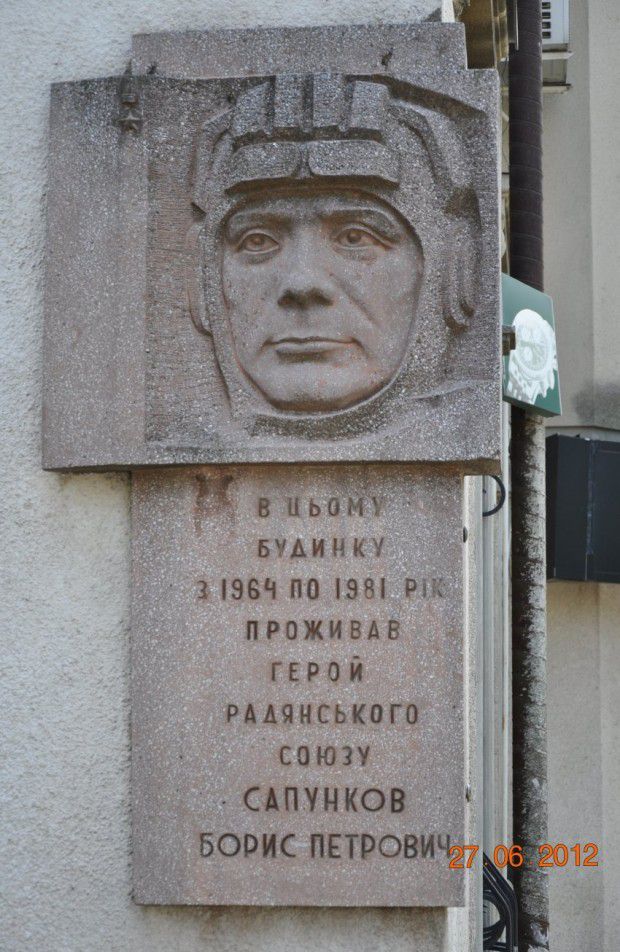 В ЦЬОМУ
БУДИНКУ
З 1964 ПО 1981 РІК
ПРОЖИВАВ
ГЕРОЙ
РАДЯНСЬКОГО
СОЮЗУ
САПУНКОВ
БОРИС ПЕТРОВИЧ
27.06.2012